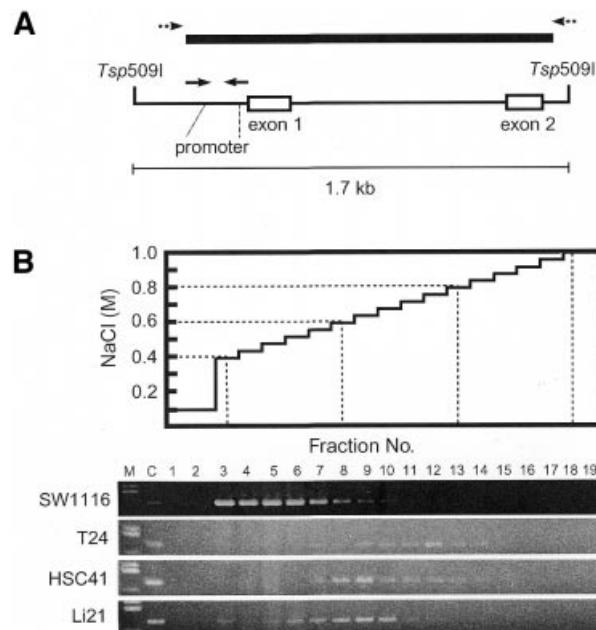 A
Tsp509I
Tsp509I
exon 1
exon 2
promoter
1.7 kb
B
NaCl (M)
1.0
0.8
0.6
0.4
0.2
Fraction No.
M C 1 2 3 4 5 6 7 8 9 10 11 12 13 14 15 16 17 18 19
SW1116
T24
HSC41
Li21